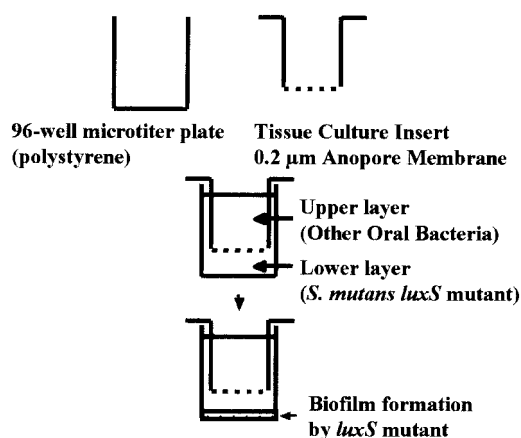 96-well microtiter plate
(polystyrene)
Tissue Culture Insert
0.2 µm Anopore Membrane
Upper layer
(Other Oral Bacteria)
Lower layer
(S. mutans luxS mutant)
Biofilm formation
by luxS mutant